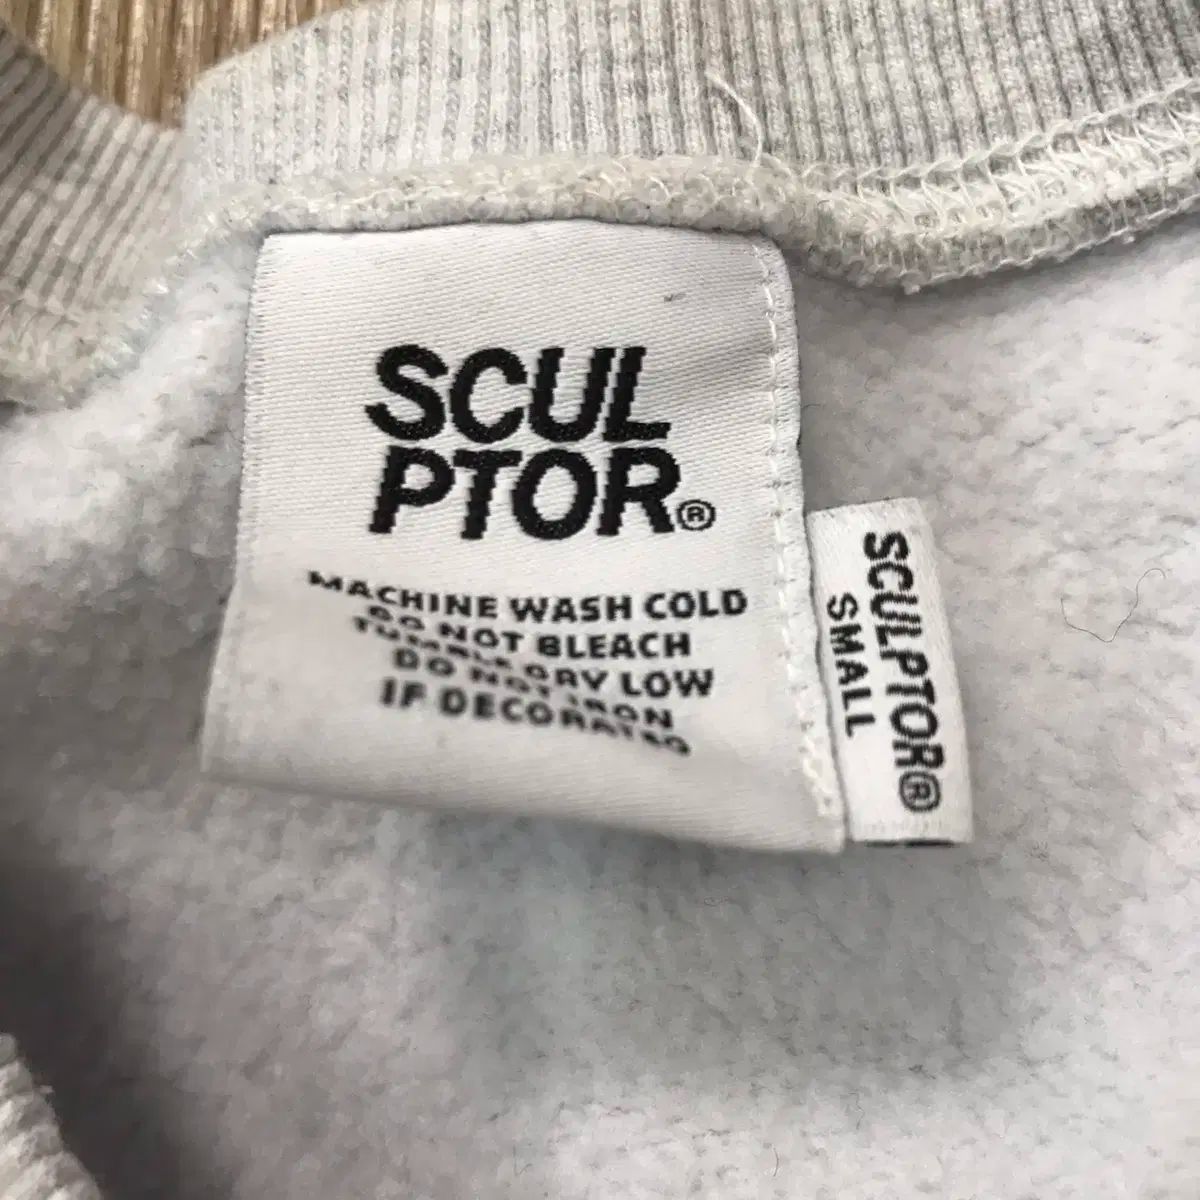 SCUL
PTOR®
MACHINE WASH COLD
DO NOT BLEACH
TUMBLE DRY LOW
DO NOT IRON
IF DECORATED
SCULPTOR®
SMALL